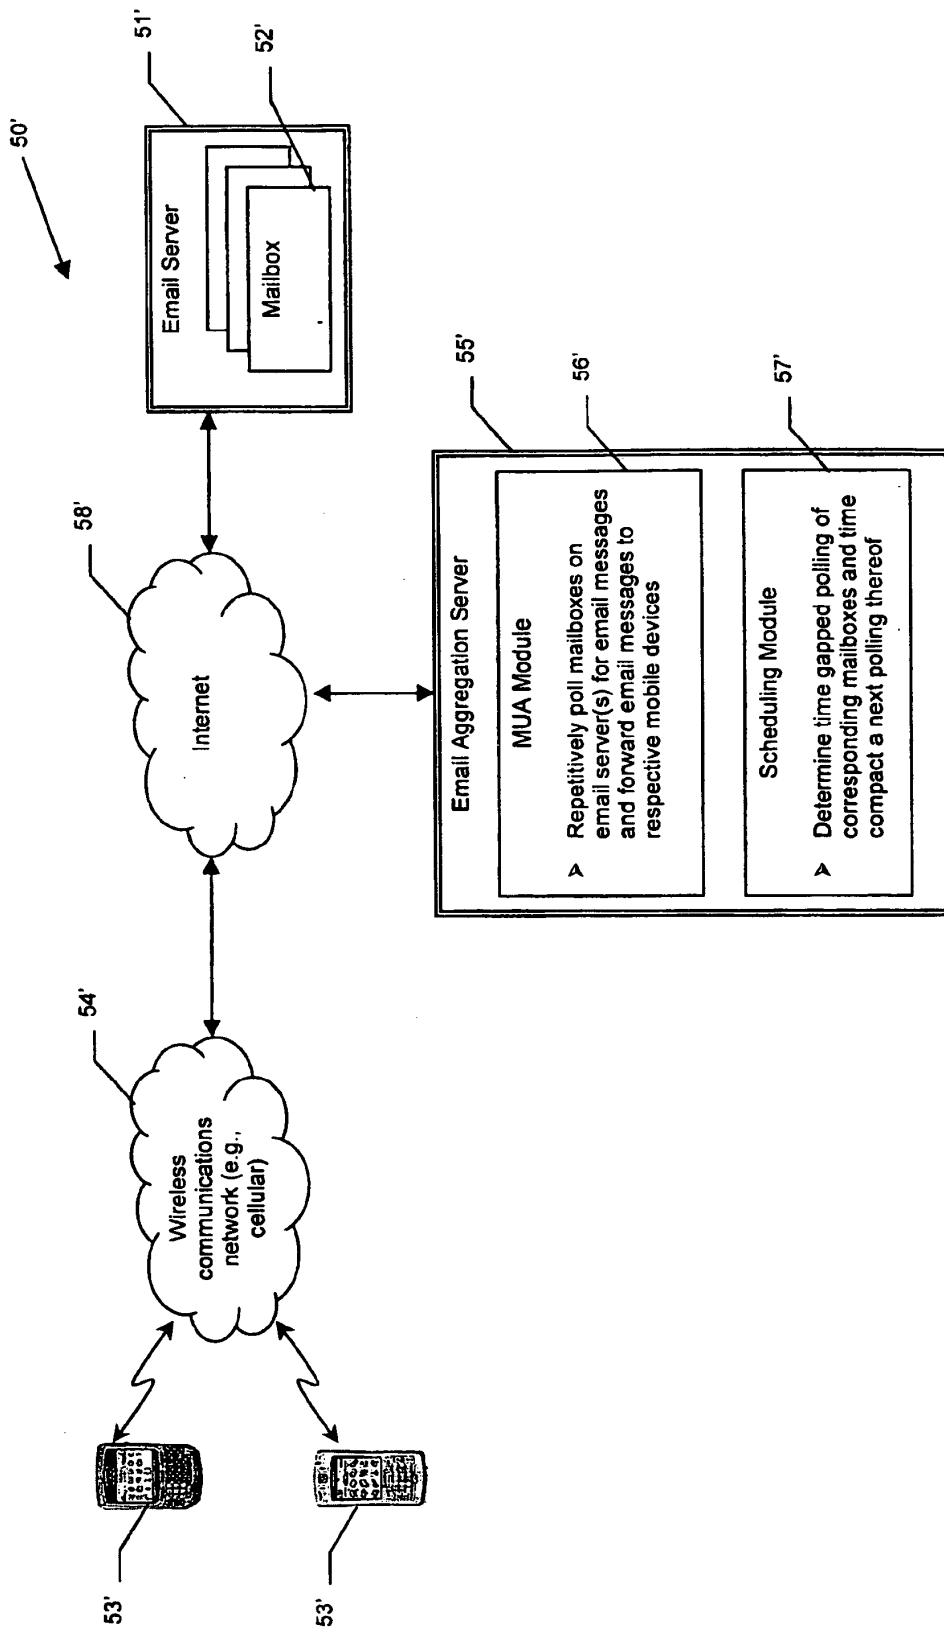 50'
51'
52'
Email Server
Mailbox
58'
Internet
54'
Wireless
communications
network (e.g.,
cellular)
53'
53'
55'
Email Aggregation Server
56'
MUA Module
➢ Repetitively poll mailboxes on
email server(s) for email messages
and forward email messages to
respective mobile devices
57'
Scheduling Module
➢ Determine time gapped polling of
corresponding mailboxes and time
compact a next polling thereof